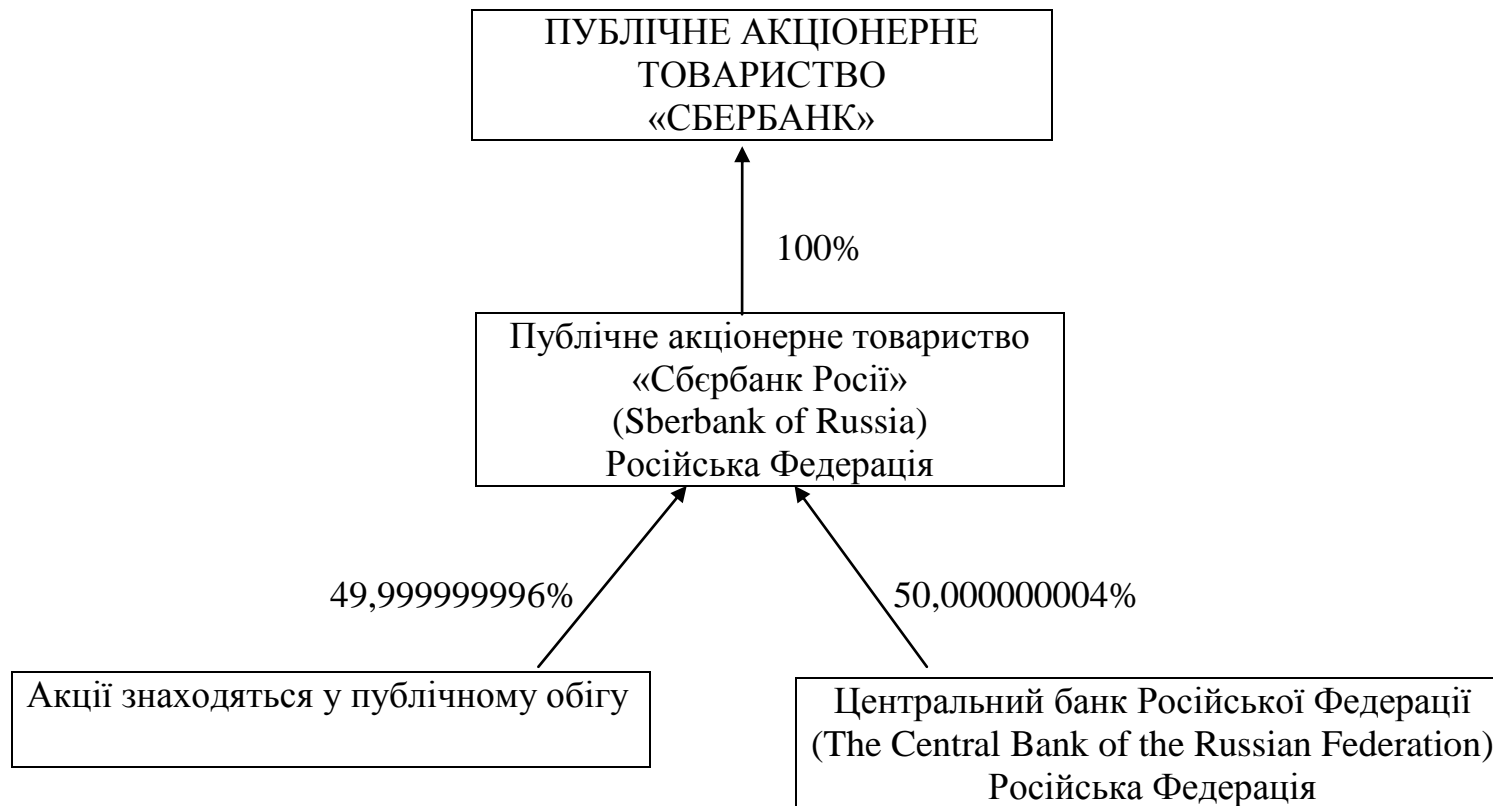 ПУБЛІЧНЕ АКЦІОНЕРНЕ
ТОВАРИСТВО
«СБЕРБАНК»
100%
Публічне акціонерне товариство
«Сбєрбанк Росії»
(Sberbank of Russia)
Російська Федерація
49,999999996%
50,000000004%
Акції знаходяться у публічному обігу
Центральний банк Російської Федерації
(The Central Bank of the Russian Federation)
Російська Федерація